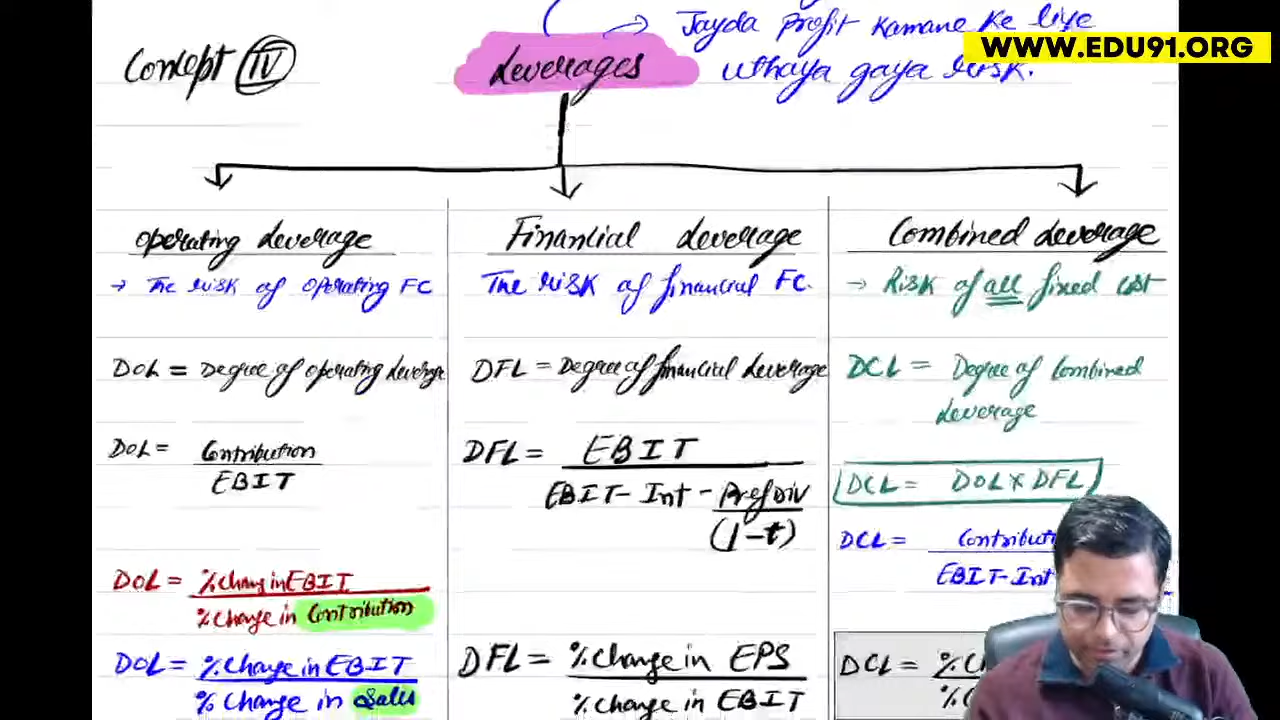 Jayda Profit Kamane Ke liye
WWW.EDU91.ORG
Concept IV
Leverages
Uthaya gaya risk.
Operating Leverage
→ The risk of operating FC
DOL = Degree of operating leverage
DOL = Contribution
EBIT
DOL = % Chang in EBIT
% Change in Contribution
DOL = % Change in EBIT
% Change in Sales
Financial Leverage
The risk of financial FC.
DFL = Degree of financial Leverage
DFL = EBIT
EBIT - Int - Pref Div
(1-t)
DFL = % Change in EPS
% Change in EBIT
Combined Leverage
→ Risk of all fixed cost
DCL = Degree of Combined
Leverage
DCL = DOL X DFL
DCL =
EBIT - Int
DCL =